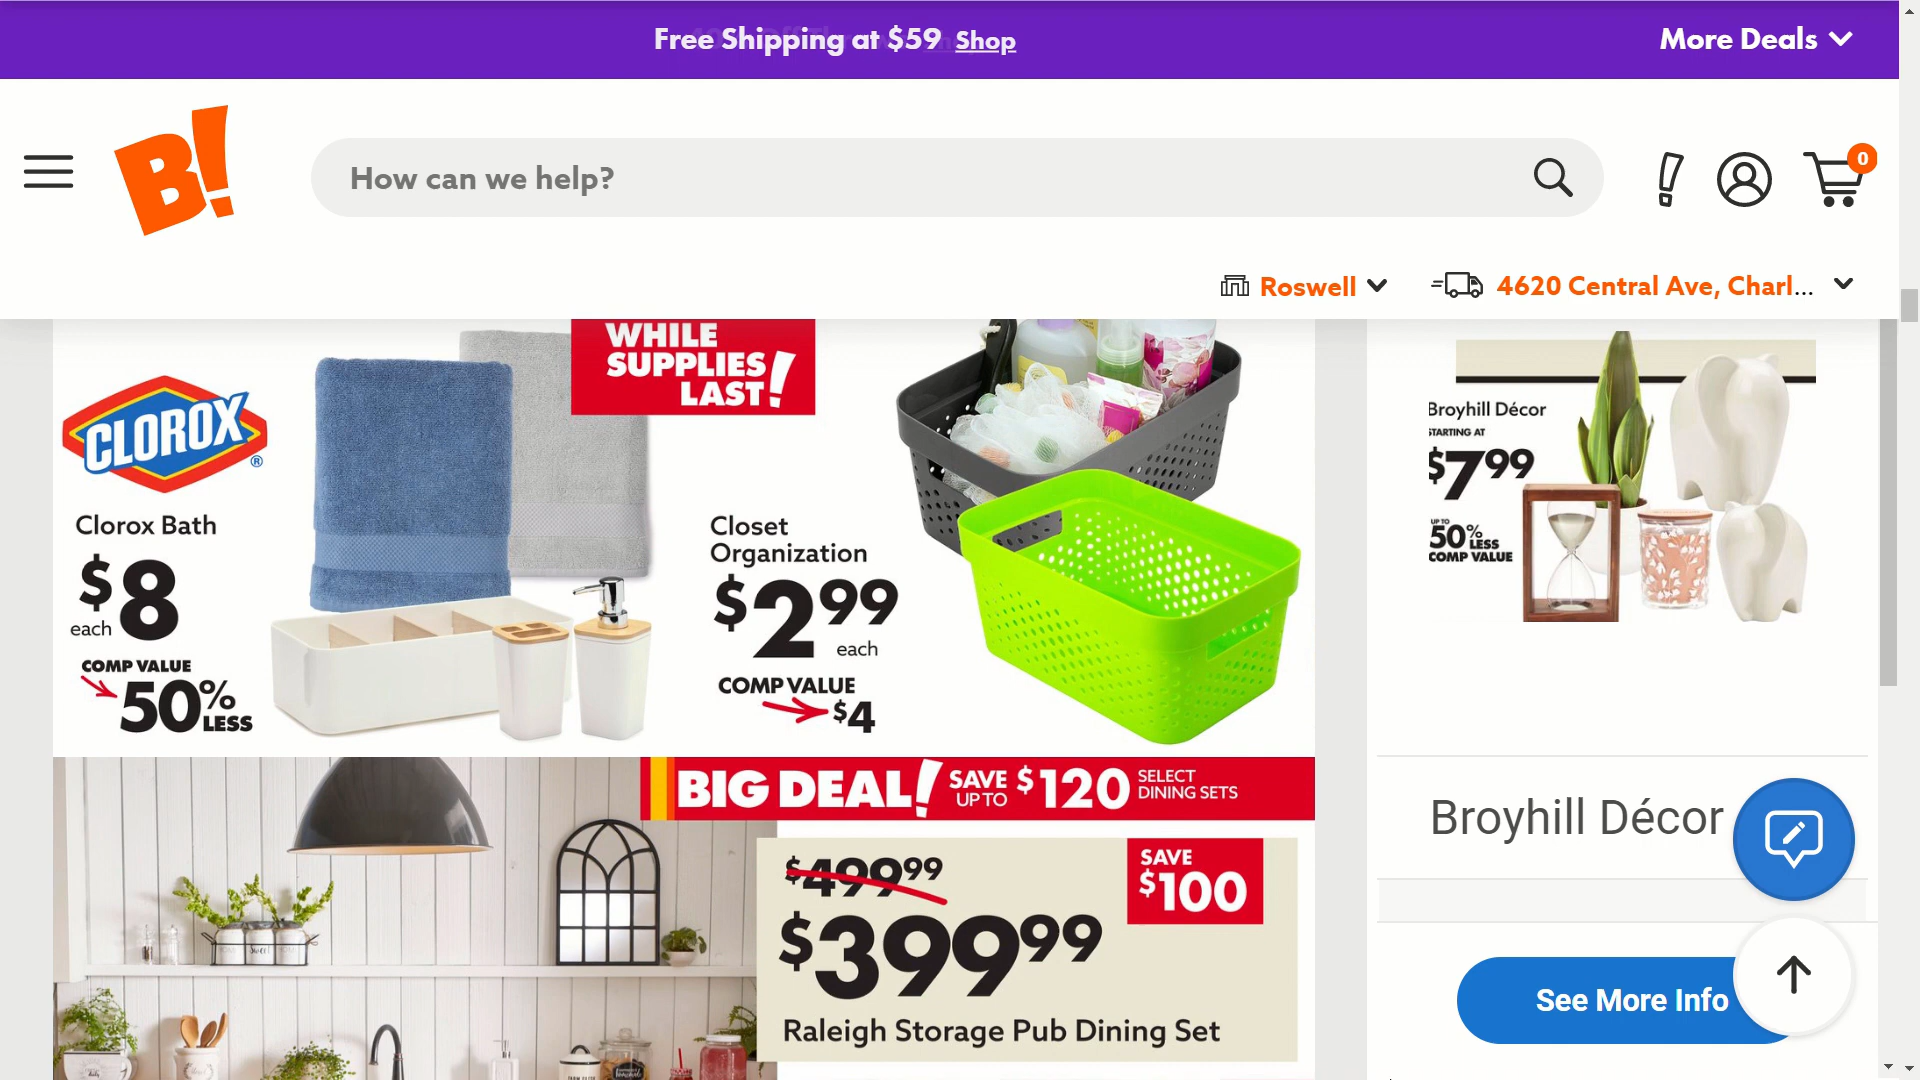 Free Shipping at $59 Shop
More Deals
B!
How can we help?
0
Roswell
4620 Central Ave, Charl...
WHILE
SUPPLIES
LAST!
CLOROX®
Clorox Bath
$8
each
COMP VALUE
50%
LESS
Closet
Organization
$2.99
each
COMP VALUE
$4
Broyhill Décor
STARTING AT
$7.99
UP TO
50%
LESS
COMP VALUE
BIG DEAL! SAVE UP TO $120 SELECT DINING SETS
$499.99
SAVE
$100
$399.99
Raleigh Storage Pub Dining Set
Broyhill Décor
See More Info